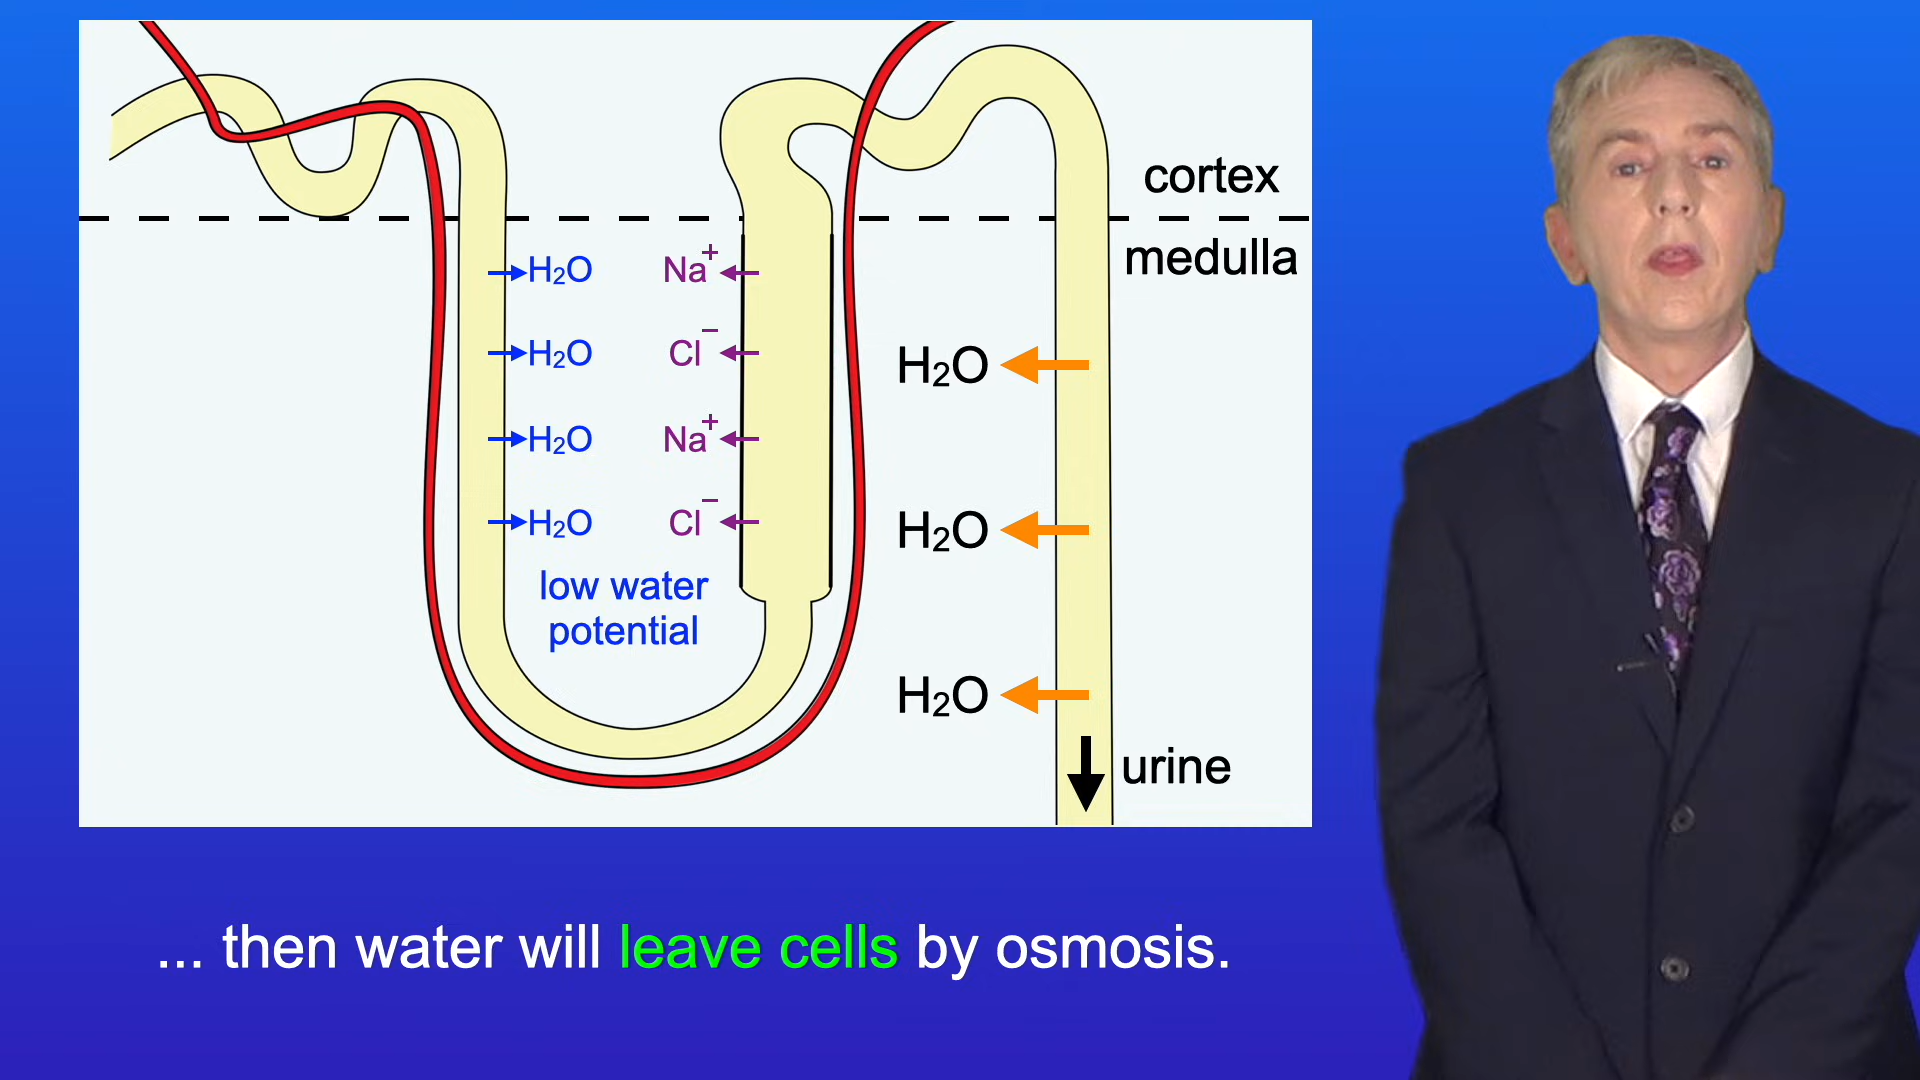 cortex
medulla
H₂O Na⁺
H₂O Cl⁻
H₂O
H₂O Na⁺
H₂O Cl⁻
H₂O
low water
potential
H₂O
urine
... then water will leave cells by osmosis.